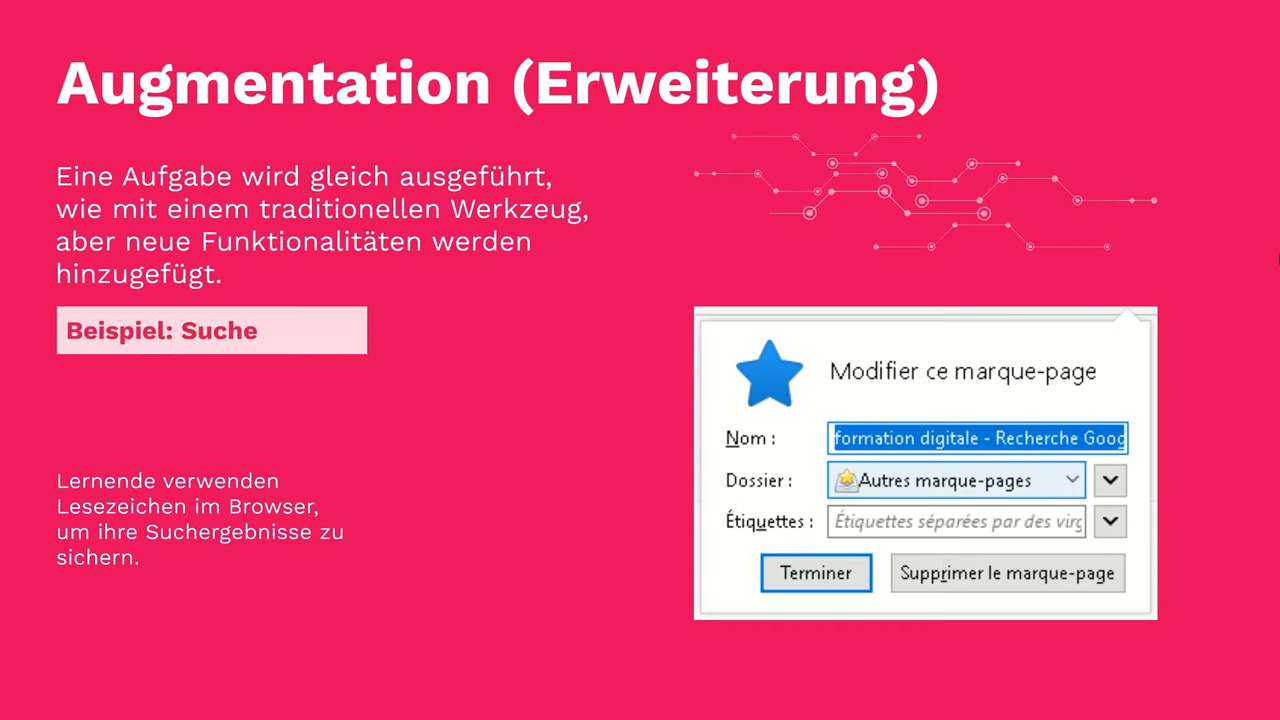 Augmentation (Erweiterung)
Eine Aufgabe wird gleich ausgeführt,
wie mit einem traditionellen Werkzeug,
aber neue Funktionalitäten werden
hinzugefügt.
Beispiel: Suche
Lernende verwenden
Lesezeichen im Browser,
um ihre Suchergebnisse zu
sichern.
Modifier ce marque-page
Nom : formation digitale - Recherche Goog
Dossier : Autres marque-pages
Étiquettes : Étiquettes séparées par des virg
Terminer Supprimer le marque-page